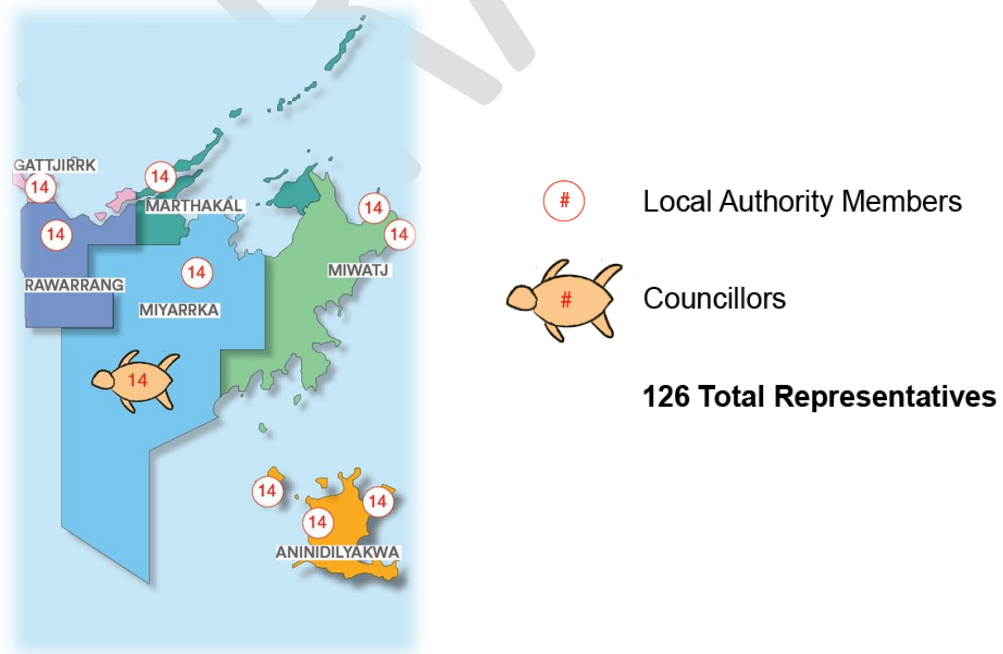 GATTJIRRK
14
14
MARTHAKAL
14
14
14
RAWARRANG
14
MIYARRKA
MIWATJ
14
14
14
14
ANINIDILYAKWA
# Local Authority Members
# Councillors
126 Total Representatives